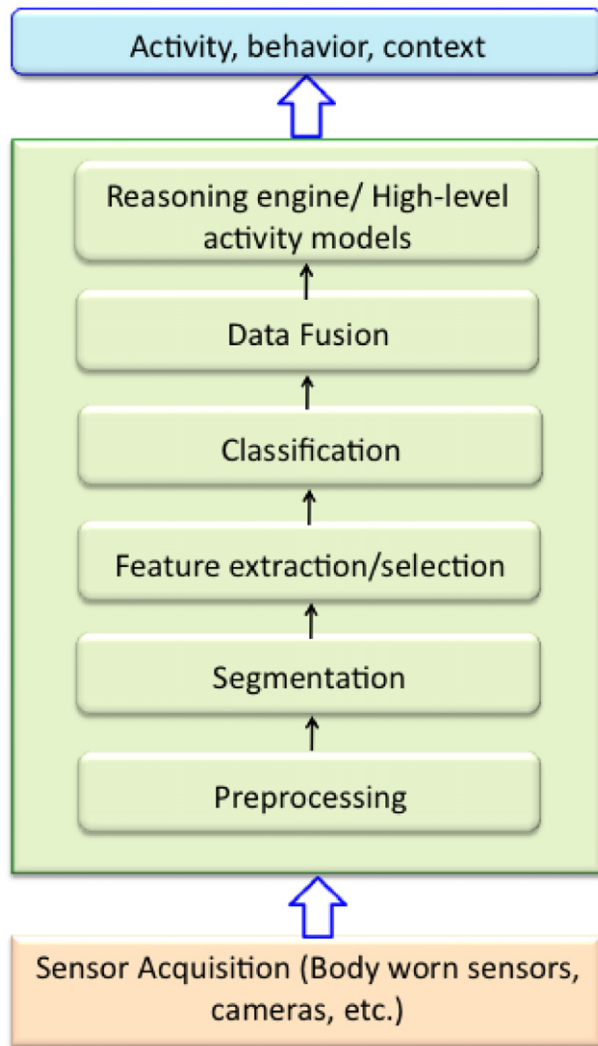 Activity, behavior, context
Reasoning engine/ High-level
activity models
Data Fusion
Classification
Feature extraction/selection
Segmentation
Preprocessing
Sensor Acquisition (Body worn sensors,
cameras, etc.)